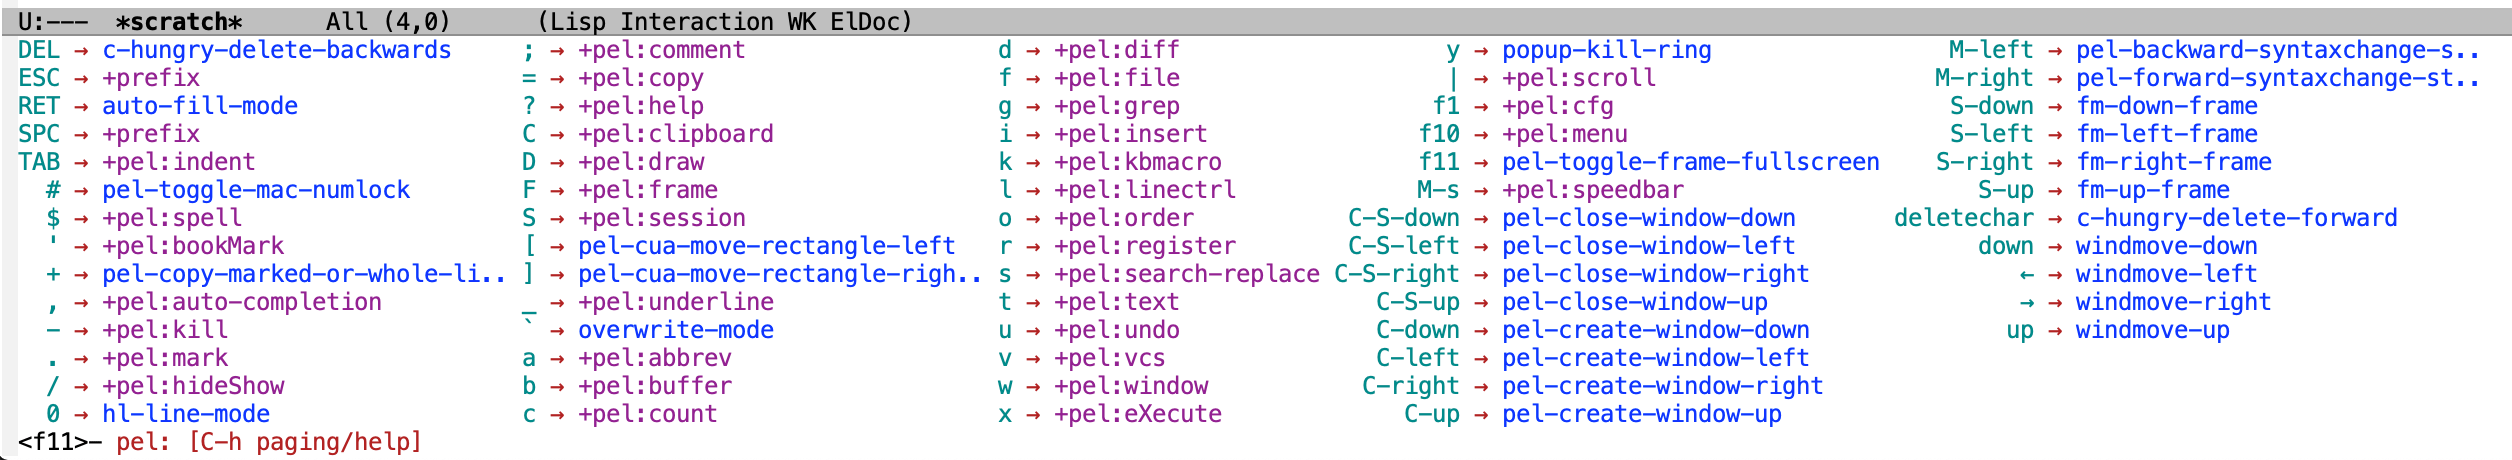 U:---  *scratch*      All (4,0)      (Lisp Interaction WK ElDoc)
DEL → c-hungry-delete-backwards     ; → +pel:comment                  d → +pel:diff                     y → popup-kill-ring                 M-left → pel-backward-syntaxchange-s..
ESC → +prefix                       = → +pel:copy                     f → +pel:file                     | → +pel:scroll                    M-right → pel-forward-syntaxchange-st..
RET → auto-fill-mode                ? → +pel:help                     g → +pel:grep                    f1 → +pel:cfg                        S-down → fm-down-frame
SPC → +prefix                       C → +pel:clipboard                i → +pel:insert                 f10 → +pel:menu                       S-left → fm-left-frame
TAB → +pel:indent                   D → +pel:draw                     k → +pel:kbmacro                f11 → pel-toggle-frame-fullscreen    S-right → fm-right-frame
# → pel-toggle-mac-numlock          F → +pel:frame                    l → +pel:linectrl               M-s → +pel:speedbar                     S-up → fm-up-frame
$ → +pel:spell                      S → +pel:session                  o → +pel:order             C-S-down → pel-close-window-down      deletechar → c-hungry-delete-forward
' → +pel:bookMark                   [ → pel-cua-move-rectangle-left   r → +pel:register          C-S-left → pel-close-window-left            down → windmove-down
+ → pel-copy-marked-or-whole-li..   ] → pel-cua-move-rectangle-righ.. s → +pel:search-replace   C-S-right → pel-close-window-right              ← → windmove-left
, → +pel:auto-completion            _ → +pel:underline                t → +pel:text                C-S-up → pel-close-window-up                 → → windmove-right
- → +pel:kill                       ` → overwrite-mode                u → +pel:undo                C-down → pel-create-window-down             up → windmove-up
. → +pel:mark                       a → +pel:abbrev                   v → +pel:vcs                 C-left → pel-create-window-left
/ → +pel:hideShow                   b → +pel:buffer                   w → +pel:window             C-right → pel-create-window-right
0 → hl-line-mode                    c → +pel:count                    x → +pel:eXecute               C-up → pel-create-window-up
<f11>- pel: [C-h paging/help]